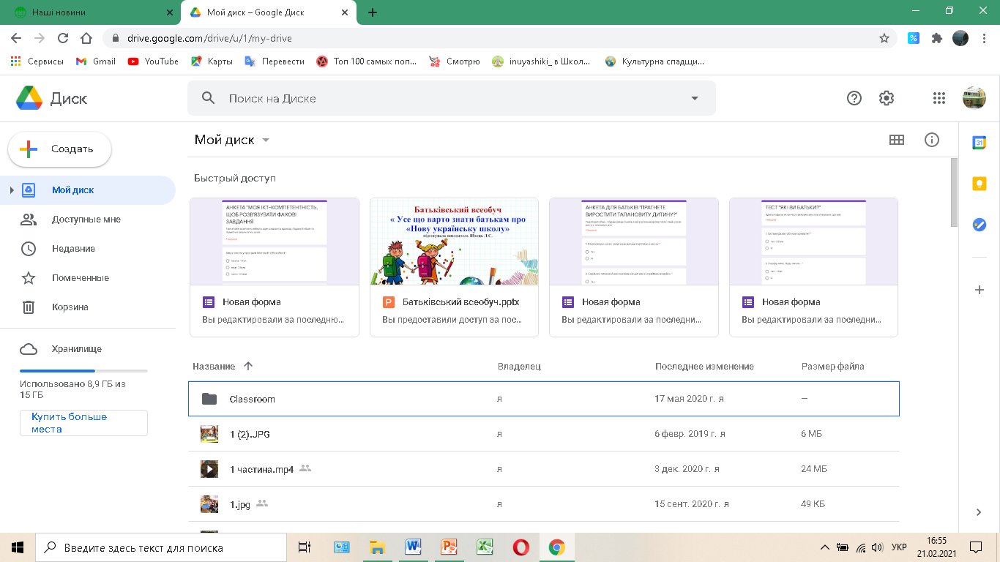 Наші новини
Мой диск – Google Диск
drive.google.com/drive/u/1/my-drive
Сервисы
Gmail
YouTube
Карты
Перевести
Топ 100 самых поп...
Смотрю
inuyashiki_ в Школ...
Культурна спадщи...
Диск
Поиск на Диске
Создать
Мой диск
Доступные мне
Недавние
Помеченные
Корзина
Хранилище
Использовано 8,9 ГБ из
15 ГБ
Купить больше
места
Мой диск
Быстрый доступ
АНКЕТА "МОЯ ІКТ-КОМПЕТЕНТНІСТЬ,
ЩОБ РОЗВ'ЯЗУВАТИ ФАХОВІ
ЗАВДАННЯ
Новая форма
Вы редактировали за последню...
Батьківський всеобуч
« Усе що варто знати батькам про
«Нову українську школу»
Батьківський всеобуч.pptx
Вы предоставили доступ за пос...
АНКЕТА ДЛЯ БАТЬКІВ "ПРАГНЕТЕ
ВИРОСТИТИ ТАЛАНОВИТУ ДИТИНУ?"
Новая форма
Вы редактировали за последни...
ТЕСТ "ЯКІ ВИ БАТЬКИ?"
Новая форма
Вы редактировали за последни...
Название
Владелец
Последнее изменение
Размер файла
Classroom
я
17 мая 2020 г. я
–
1 (2).JPG
я
6 февр. 2019 г. я
6 МБ
1 частина.mp4
я
3 дек. 2020 г. я
24 МБ
1.jpg
я
15 сент. 2020 г. я
49 КБ
31
Введите здесь текст для поиска
УКР
16:55
21.02.2021